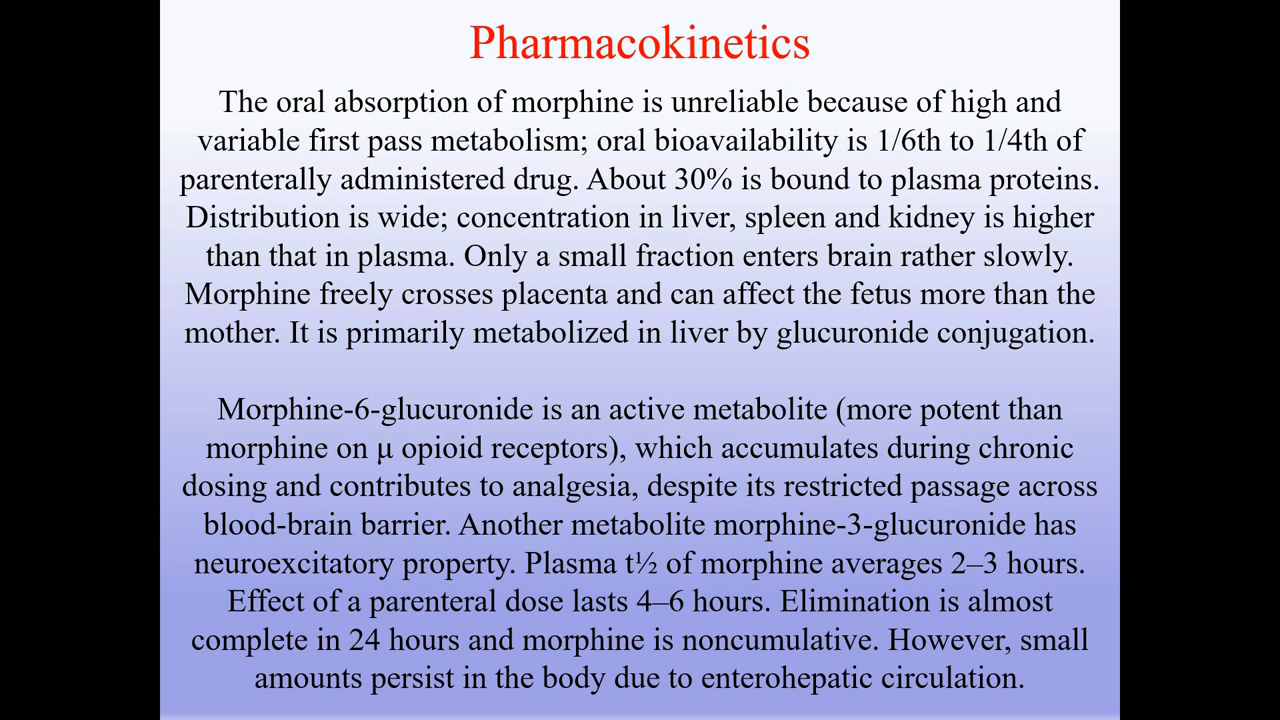 Pharmacokinetics
The oral absorption of morphine is unreliable because of high and
variable first pass metabolism; oral bioavailability is 1/6th to 1/4th of
parenterally administered drug. About 30% is bound to plasma proteins.
Distribution is wide; concentration in liver, spleen and kidney is higher
than that in plasma. Only a small fraction enters brain rather slowly.
Morphine freely crosses placenta and can affect the fetus more than the
mother. It is primarily metabolized in liver by glucuronide conjugation.
Morphine-6-glucuronide is an active metabolite (more potent than
morphine on μ opioid receptors), which accumulates during chronic
dosing and contributes to analgesia, despite its restricted passage across
blood-brain barrier. Another metabolite morphine-3-glucuronide has
neuroexcitatory property. Plasma t½ of morphine averages 2–3 hours.
Effect of a parenteral dose lasts 4–6 hours. Elimination is almost
complete in 24 hours and morphine is noncumulative. However, small
amounts persist in the body due to enterohepatic circulation.